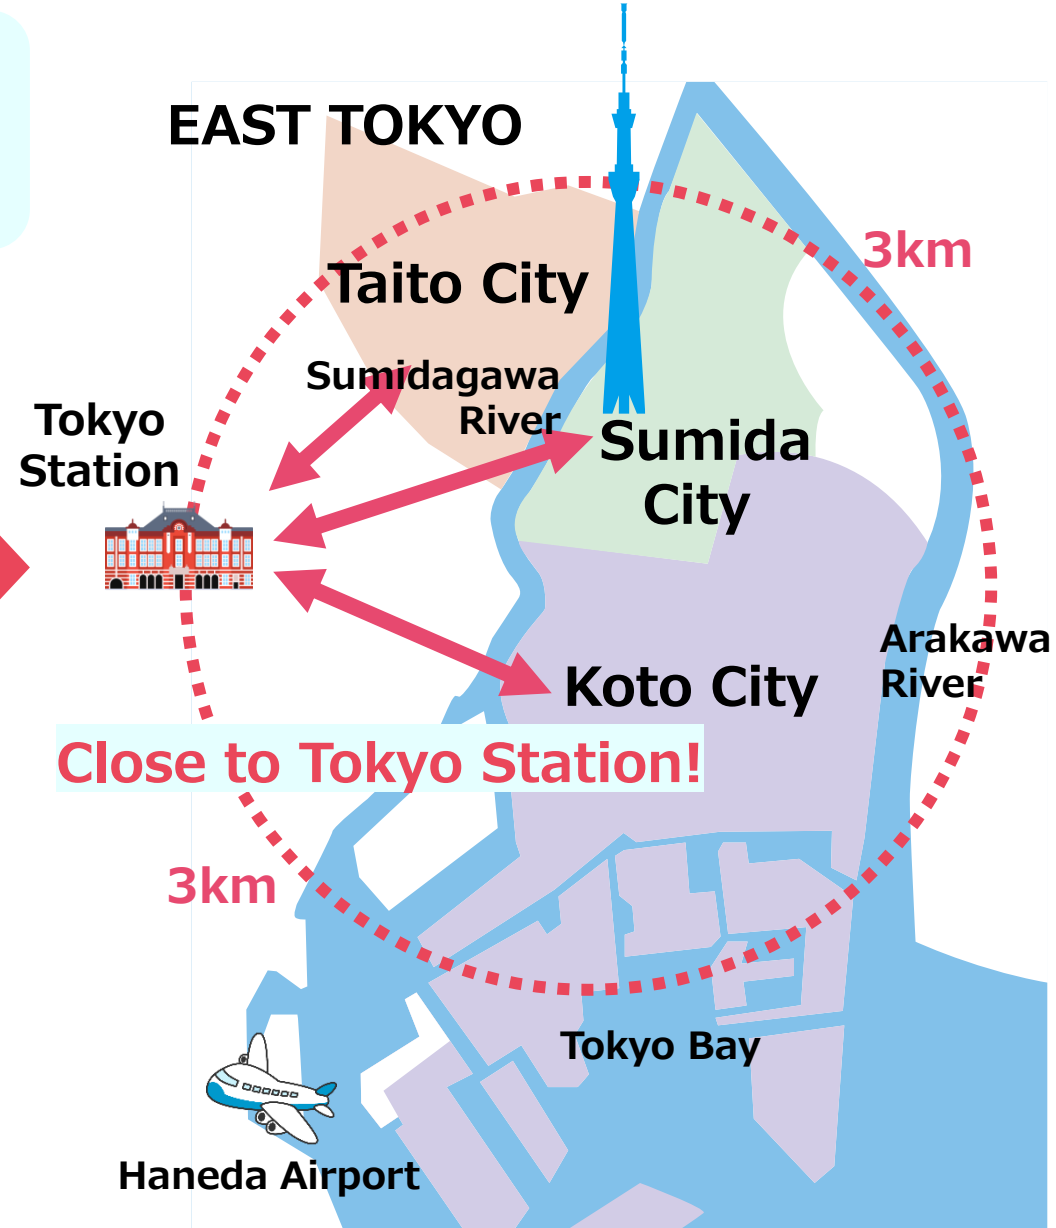 EAST TOKYO
3km
Taito City
Sumidagawa
River
Tokyo
Station
Sumida
City
Arakawa
River
Koto City
Close to Tokyo Station!
3km
Tokyo Bay
Haneda Airport